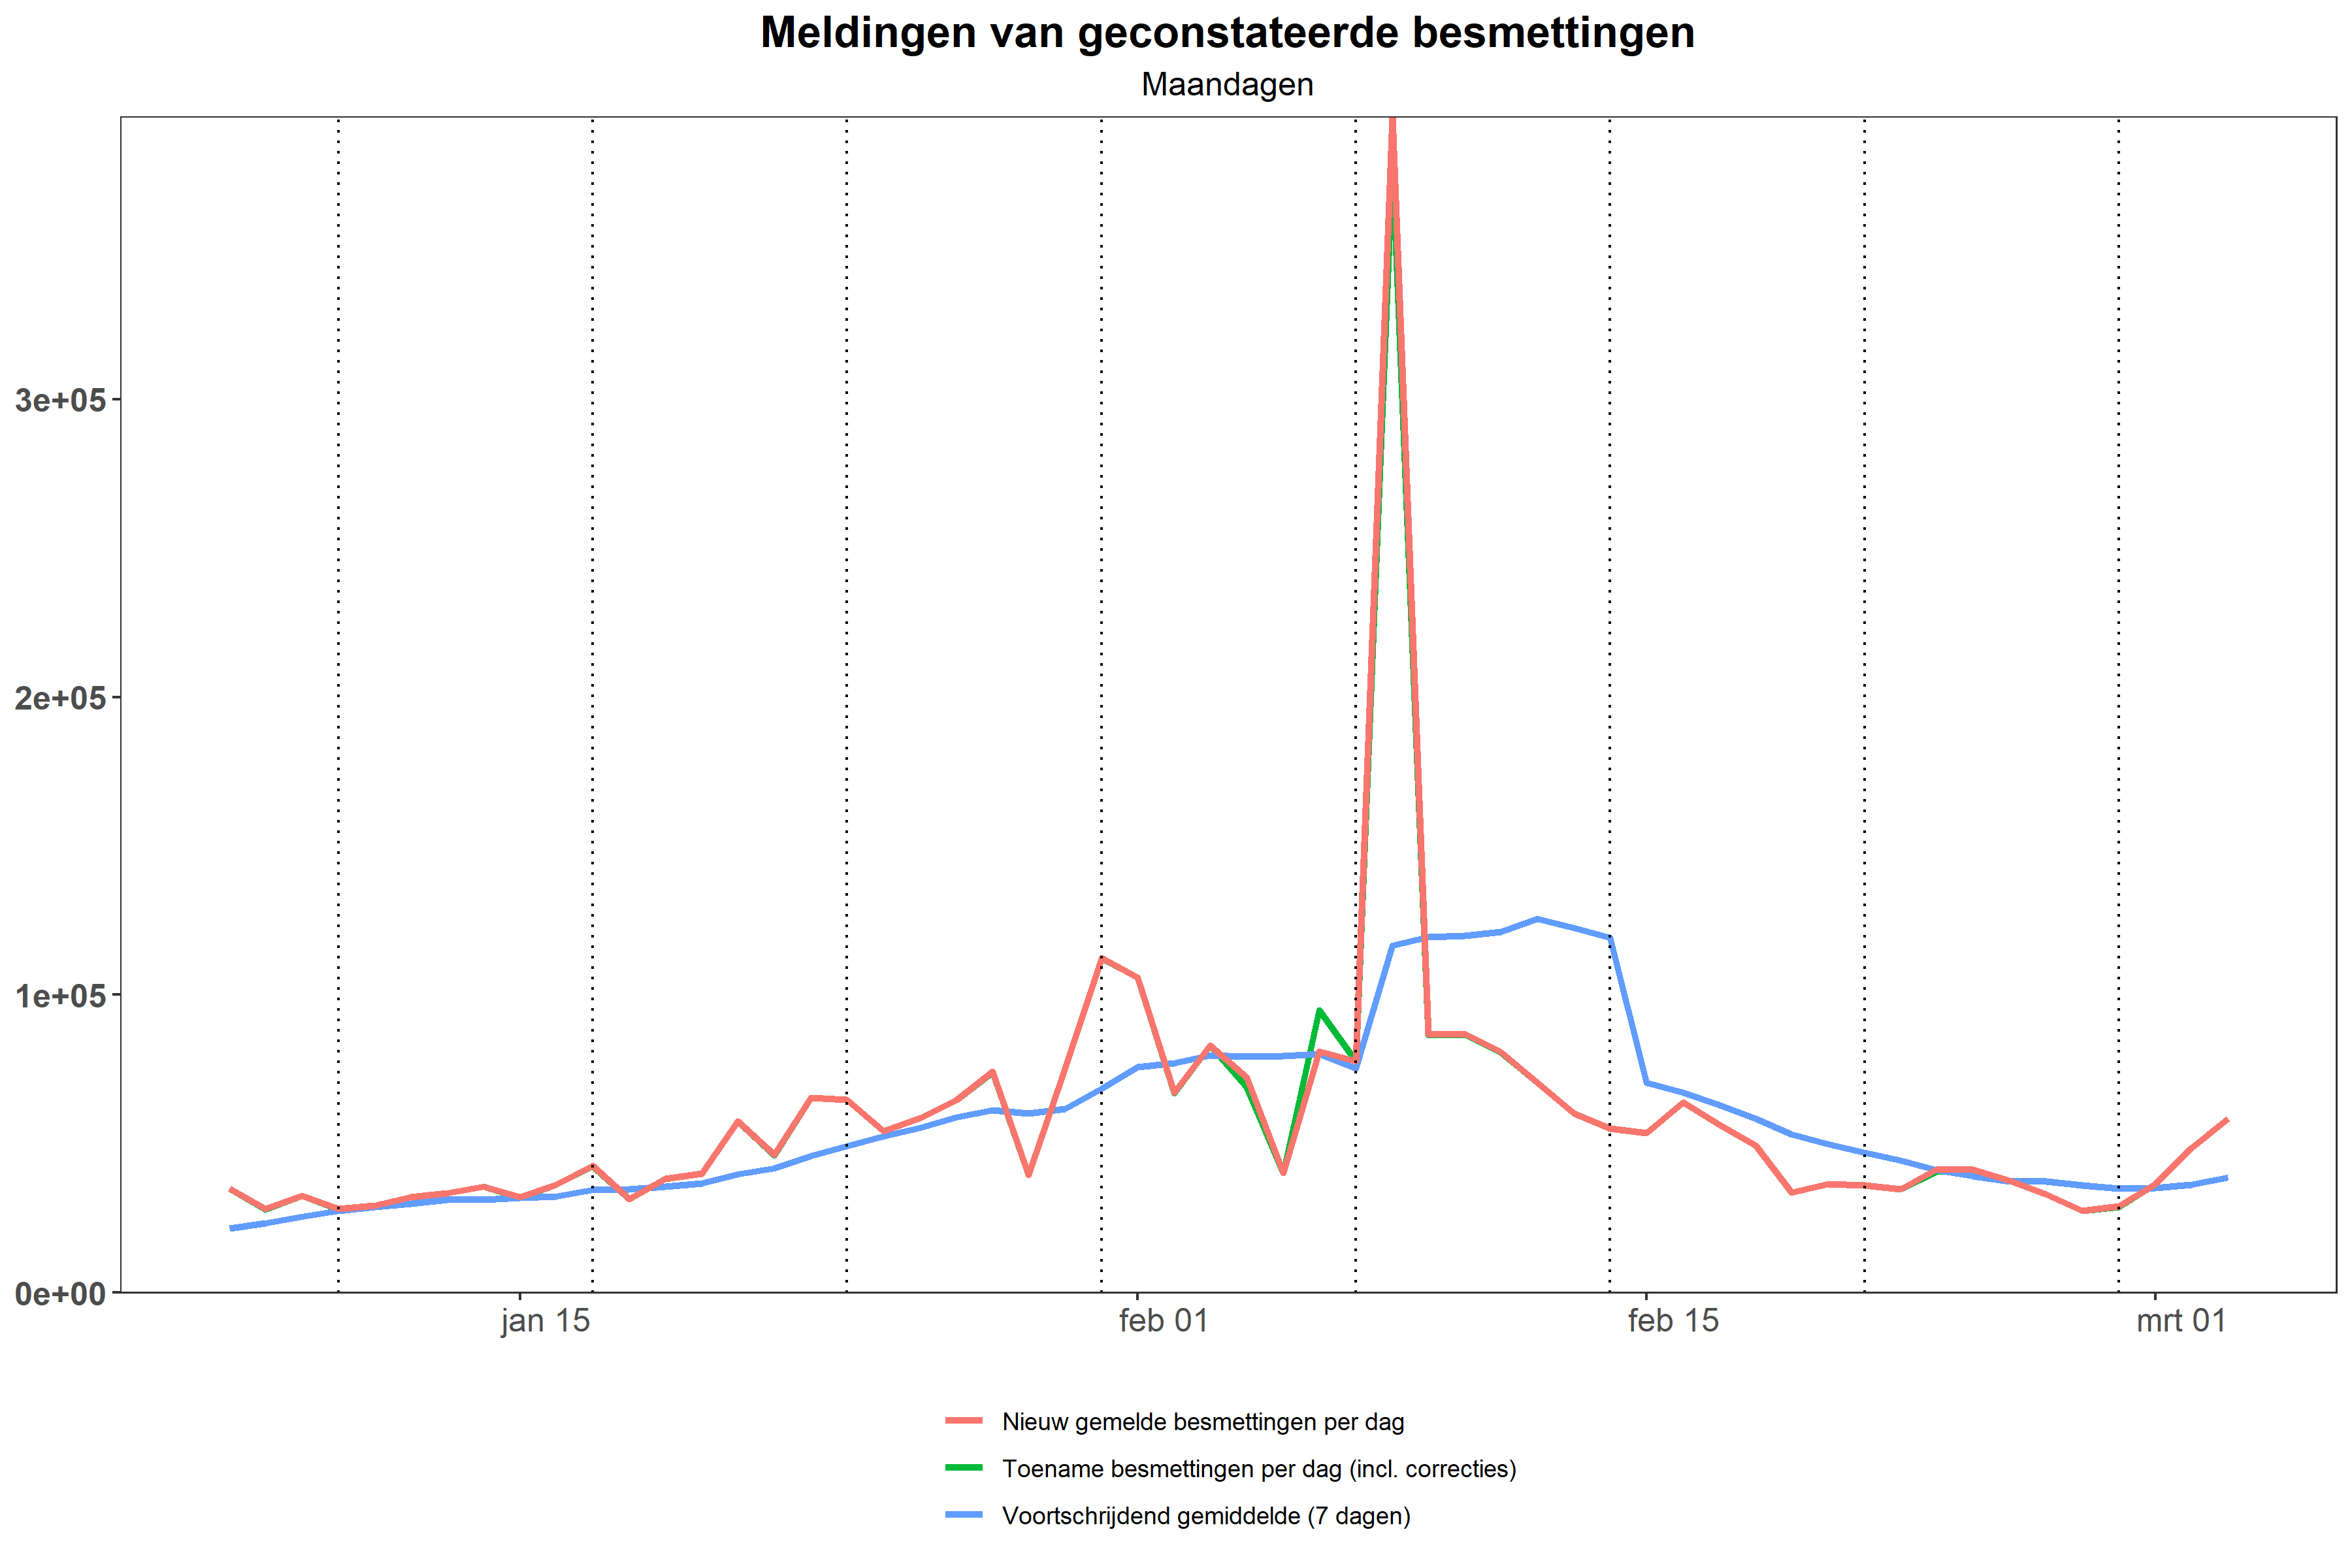 Meldingen van geconstateerde besmettingen
Maandagen
3e+05
2e+05
1e+05
0e+00
jan 15
feb 01
feb 15
mrt 01
Nieuw gemelde besmettingen per dag
Toename besmettingen per dag (incl. correcties)
Voortschrijdend gemiddelde (7 dagen)